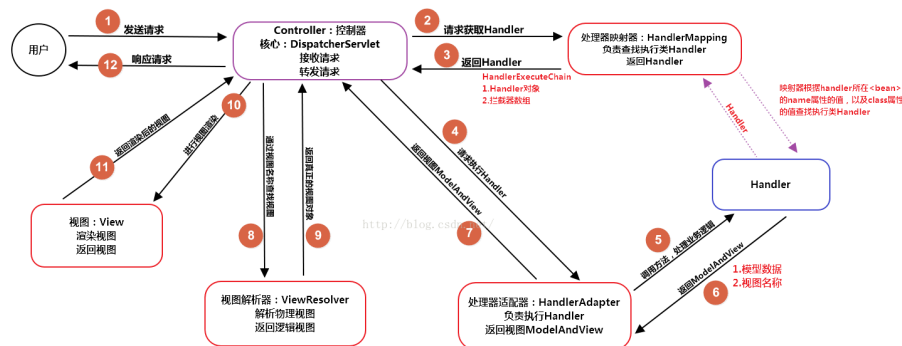 1
发送请求
用户
12
响应请求
Controller：控制器
核心：DispatcherServlet
接收请求
转发请求
2
请求获取Handler
3
返回Handler
HandlerExecuteChain
1.Handler对象
2.拦截器数组
处理器映射器：HandlerMapping
负责查找执行类Handler
返回Handler
映射器根据handler所在<bean>
的name属性的值，以及class属性
的值查找执行类Handler
Handler
Handler
10
进行视图渲染
11
返回渲染后的视图
视图：View
渲染视图
返回视图
通过视图名称查找视图
8
返回真正的视图对象
9
4
请求执行Handler
返回视图ModelAndView
7
http://blog.csdn.net/
5
调用方法，处理业务逻辑
返回ModelAndView
6
1.模型数据
2.视图名称
视图解析器：ViewResolver
解析物理视图
返回逻辑视图
处理器适配器：HandlerAdapter
负责执行Handler
返回视图ModelAndView